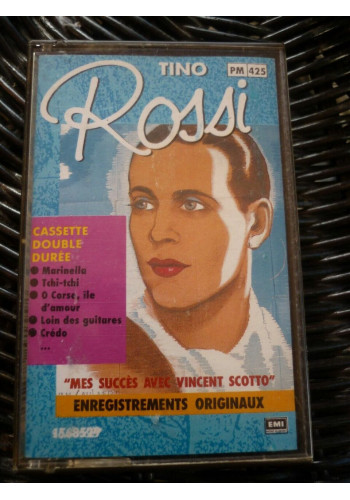 TINO
PM 425
Rossi
CASSETTE
DOUBLE
DURÉE
Marinella
Tchi-tchi
O Corse, île
d'amour
Loin des guitares
Crédo
...
"MES SUCCÈS AVEC VINCENT SCOTTO"
ENREGISTREMENTS ORIGINAUX
EMI